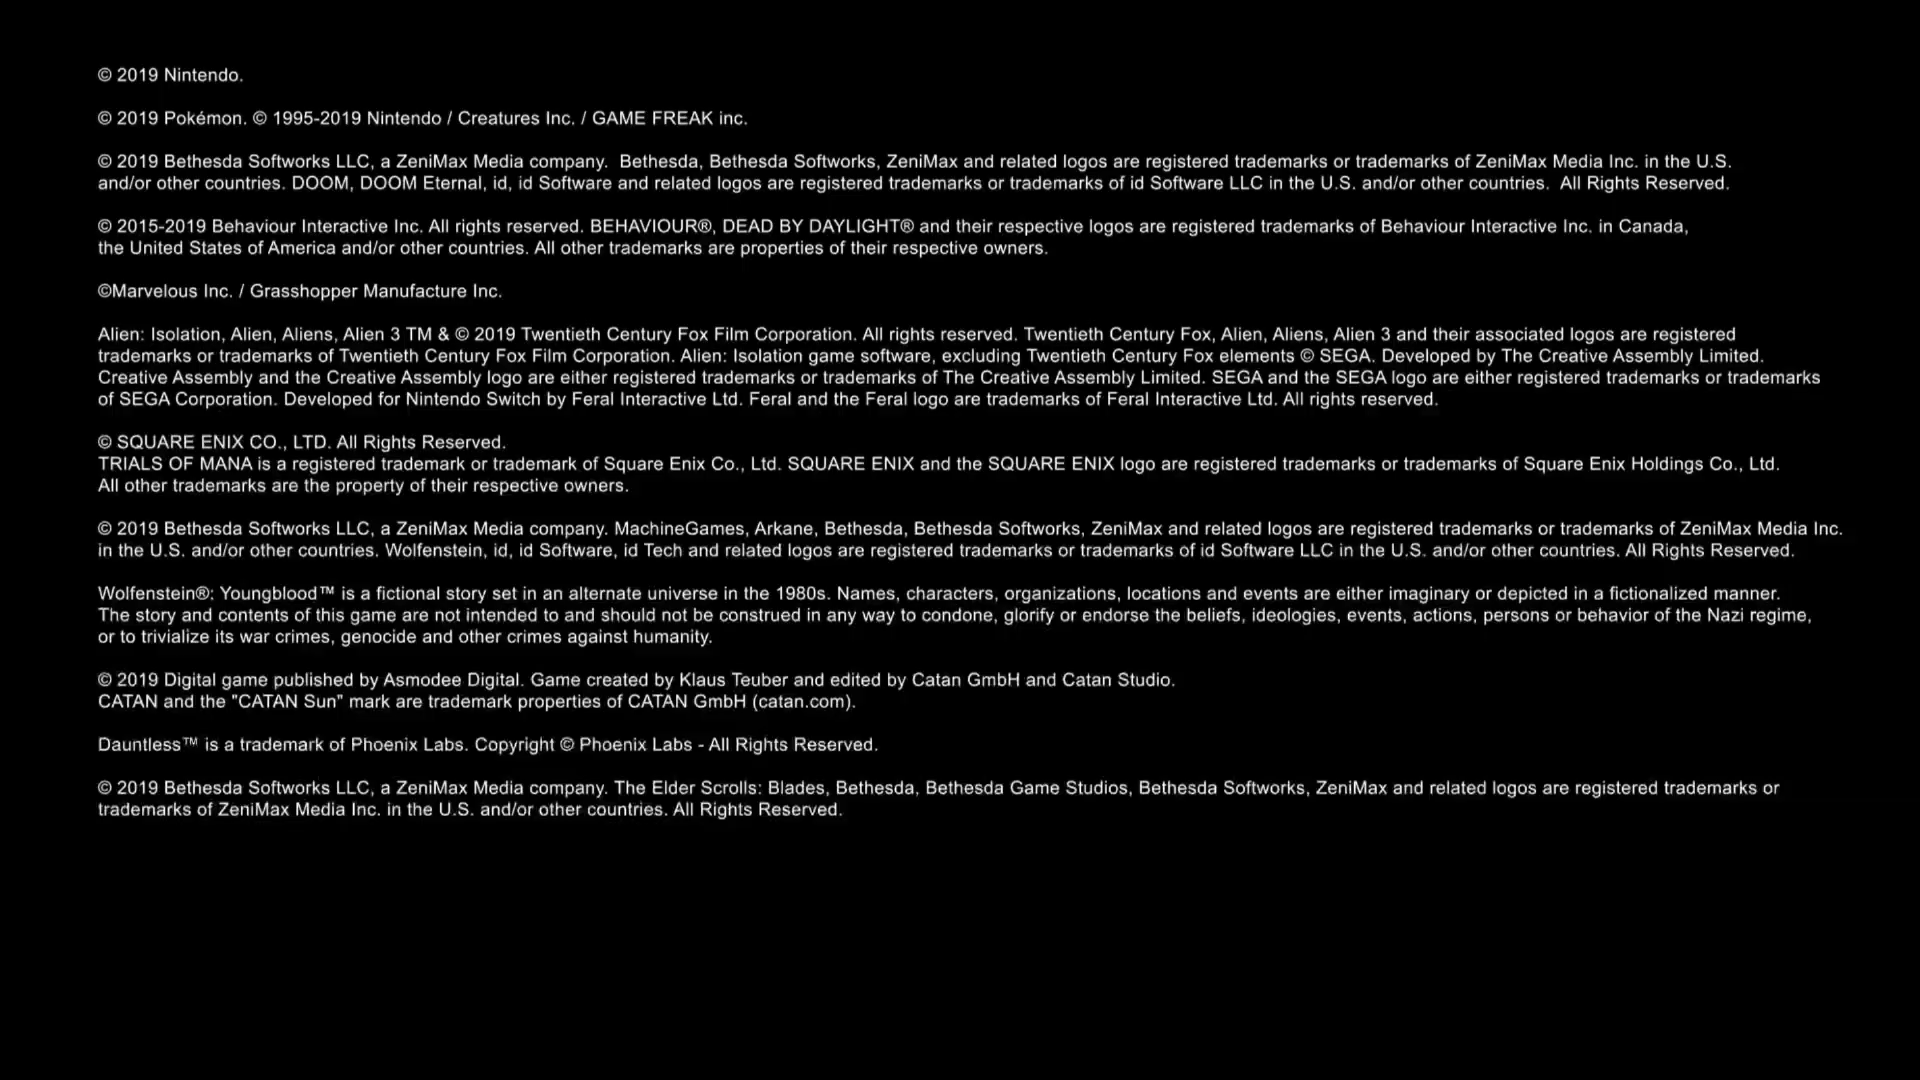 © 2019 Nintendo.
© 2019 Pokémon. © 1995-2019 Nintendo / Creatures Inc. / GAME FREAK inc.
© 2019 Bethesda Softworks LLC, a ZeniMax Media company.  Bethesda, Bethesda Softworks, ZeniMax and related logos are registered trademarks or trademarks of ZeniMax Media Inc. in the U.S.
and/or other countries. DOOM, DOOM Eternal, id, id Software and related logos are registered trademarks or trademarks of id Software LLC in the U.S. and/or other countries.  All Rights Reserved.
© 2015-2019 Behaviour Interactive Inc. All rights reserved. BEHAVIOUR®, DEAD BY DAYLIGHT® and their respective logos are registered trademarks of Behaviour Interactive Inc. in Canada,
the United States of America and/or other countries. All other trademarks are properties of their respective owners.
©Marvelous Inc. / Grasshopper Manufacture Inc.
Alien: Isolation, Alien, Aliens, Alien 3 TM & © 2019 Twentieth Century Fox Film Corporation. All rights reserved. Twentieth Century Fox, Alien, Aliens, Alien 3 and their associated logos are registered
trademarks or trademarks of Twentieth Century Fox Film Corporation. Alien: Isolation game software, excluding Twentieth Century Fox elements © SEGA. Developed by The Creative Assembly Limited.
Creative Assembly and the Creative Assembly logo are either registered trademarks or trademarks of The Creative Assembly Limited. SEGA and the SEGA logo are either registered trademarks or trademarks
of SEGA Corporation. Developed for Nintendo Switch by Feral Interactive Ltd. Feral and the Feral logo are trademarks of Feral Interactive Ltd. All rights reserved.
© SQUARE ENIX CO., LTD. All Rights Reserved.
TRIALS OF MANA is a registered trademark or trademark of Square Enix Co., Ltd. SQUARE ENIX and the SQUARE ENIX logo are registered trademarks or trademarks of Square Enix Holdings Co., Ltd.
All other trademarks are the property of their respective owners.
© 2019 Bethesda Softworks LLC, a ZeniMax Media company. MachineGames, Arkane, Bethesda, Bethesda Softworks, ZeniMax and related logos are registered trademarks or trademarks of ZeniMax Media Inc.
in the U.S. and/or other countries. Wolfenstein, id, id Software, id Tech and related logos are registered trademarks or trademarks of id Software LLC in the U.S. and/or other countries. All Rights Reserved.
Wolfenstein®: Youngblood™ is a fictional story set in an alternate universe in the 1980s. Names, characters, organizations, locations and events are either imaginary or depicted in a fictionalized manner.
The story and contents of this game are not intended to and should not be construed in any way to condone, glorify or endorse the beliefs, ideologies, events, actions, persons or behavior of the Nazi regime,
or to trivialize its war crimes, genocide and other crimes against humanity.
© 2019 Digital game published by Asmodee Digital. Game created by Klaus Teuber and edited by Catan GmbH and Catan Studio.
CATAN and the "CATAN Sun" mark are trademark properties of CATAN GmbH (catan.com).
Dauntless™ is a trademark of Phoenix Labs. Copyright © Phoenix Labs - All Rights Reserved.
© 2019 Bethesda Softworks LLC, a ZeniMax Media company. The Elder Scrolls: Blades, Bethesda, Bethesda Game Studios, Bethesda Softworks, ZeniMax and related logos are registered trademarks or
trademarks of ZeniMax Media Inc. in the U.S. and/or other countries. All Rights Reserved.